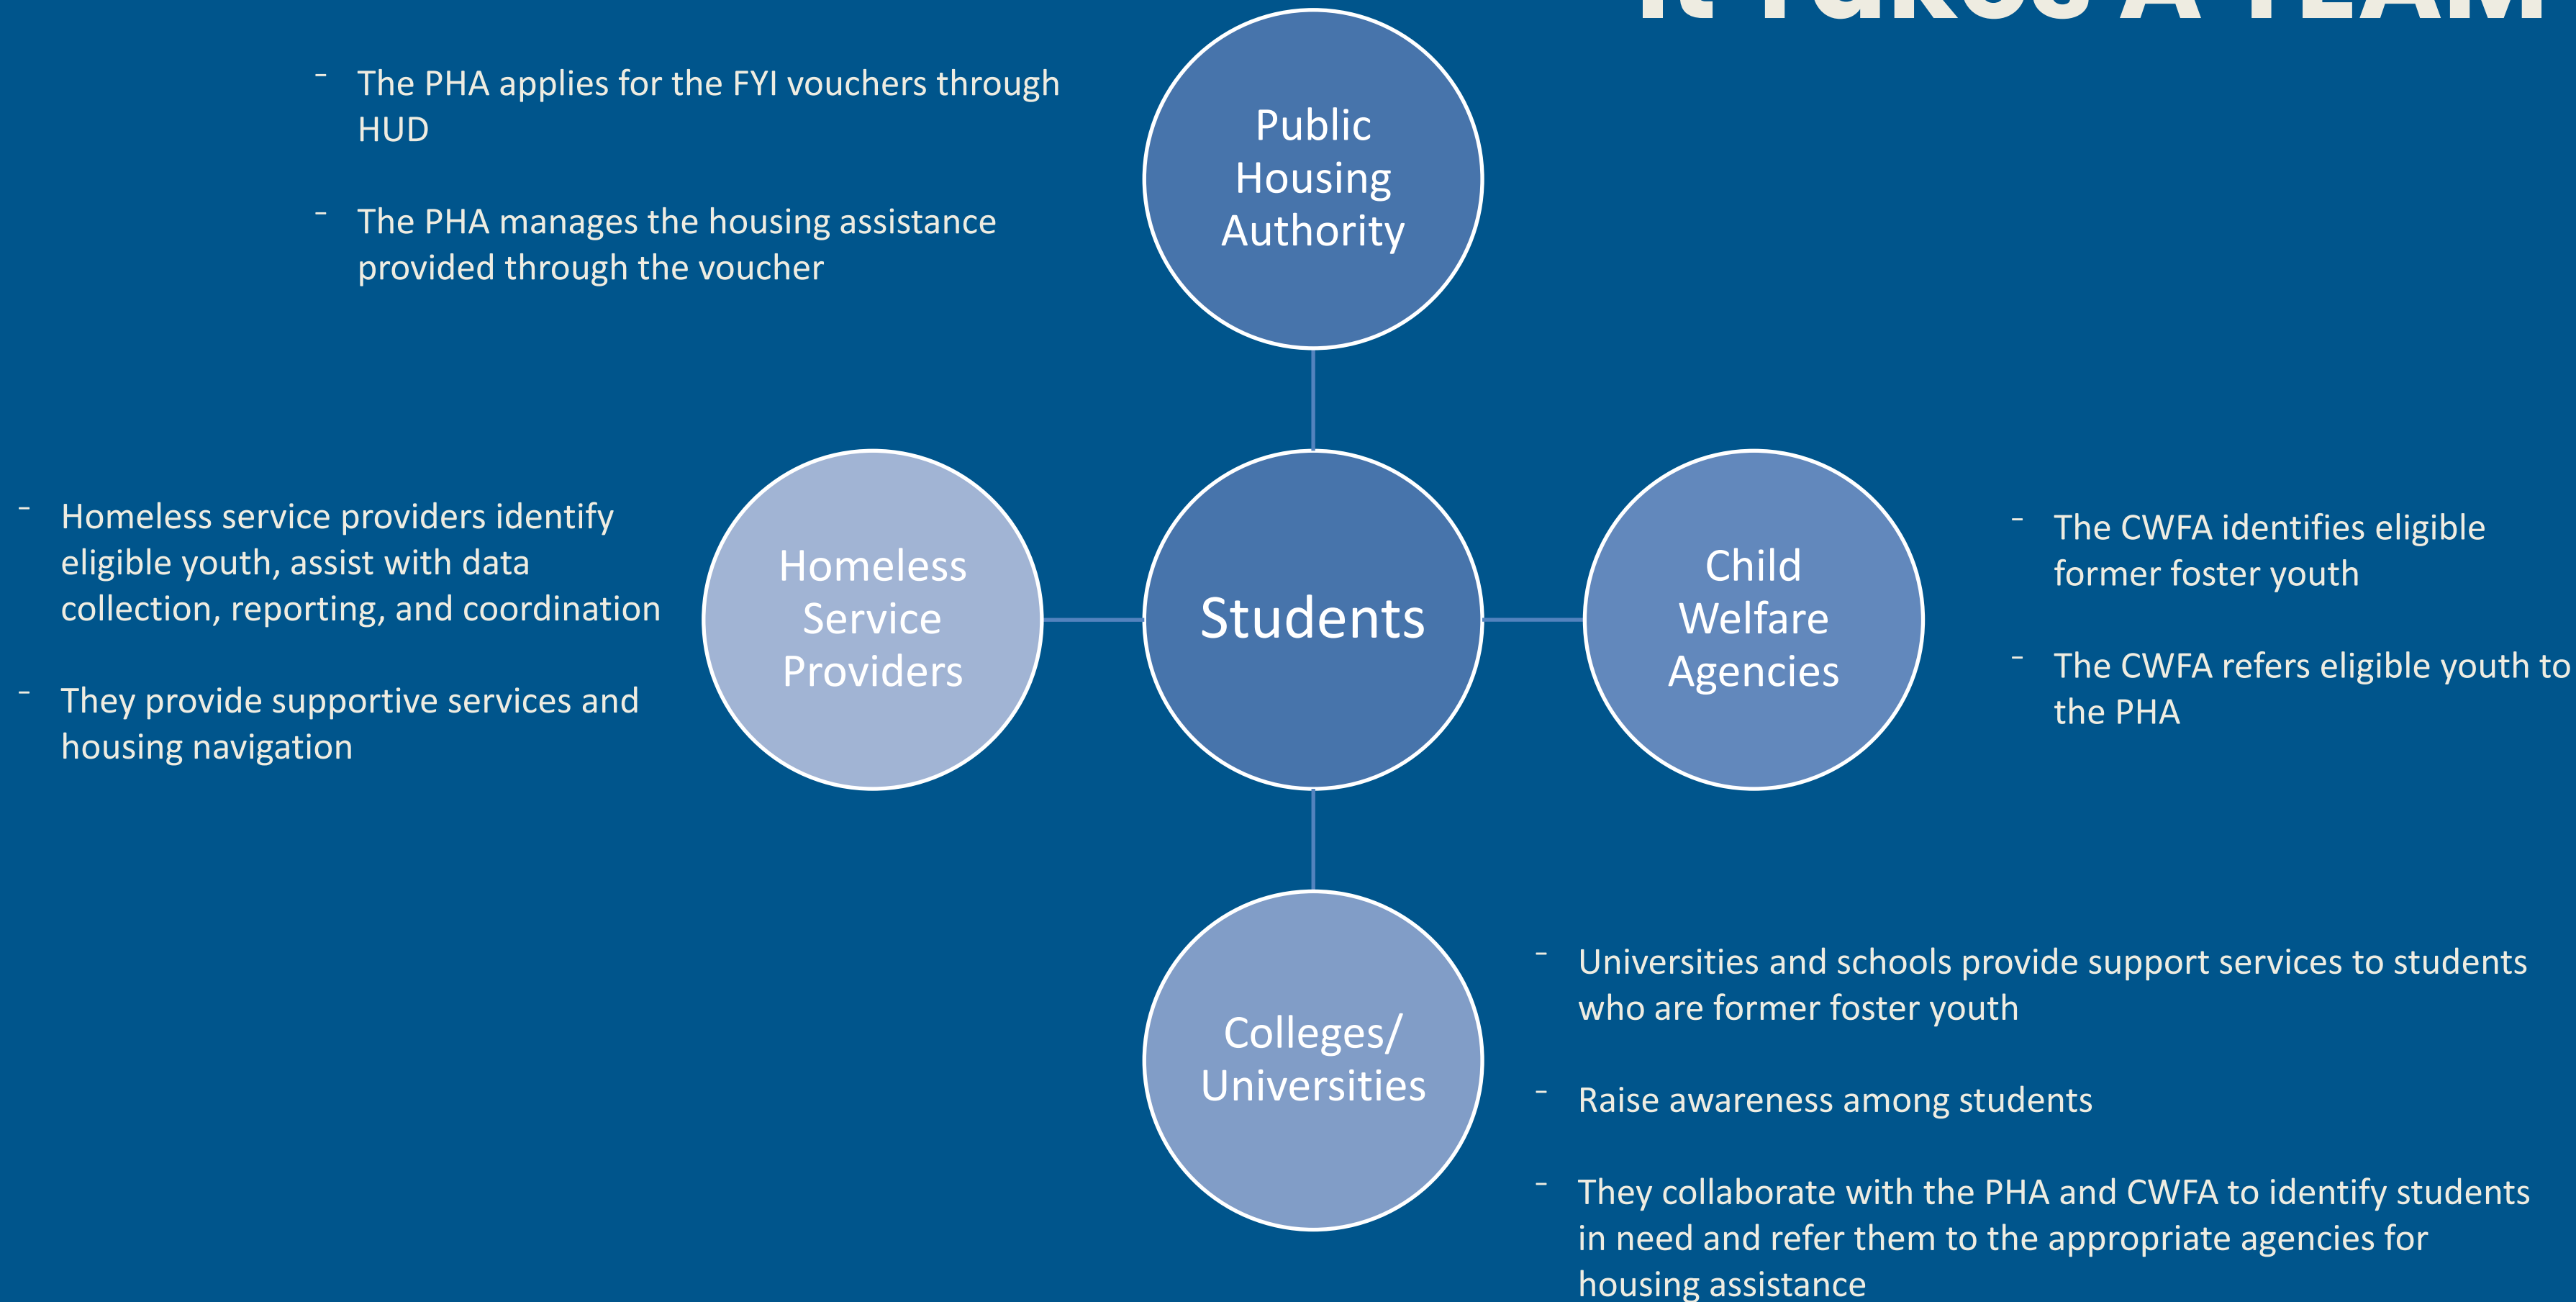 It Takes A TEAM
- The PHA applies for the FYI vouchers through
HUD
- The PHA manages the housing assistance
provided through the voucher
Public
Housing
Authority
- Homeless service providers identify
eligible youth, assist with data
collection, reporting, and coordination
- They provide supportive services and
housing navigation
Homeless
Service
Providers
Students
Child
Welfare
Agencies
- The CWFA identifies eligible
former foster youth
- The CWFA refers eligible youth to
the PHA
Colleges/
Universities
- Universities and schools provide support services to students
who are former foster youth
- Raise awareness among students
- They collaborate with the PHA and CWFA to identify students
in need and refer them to the appropriate agencies for
housing assistance